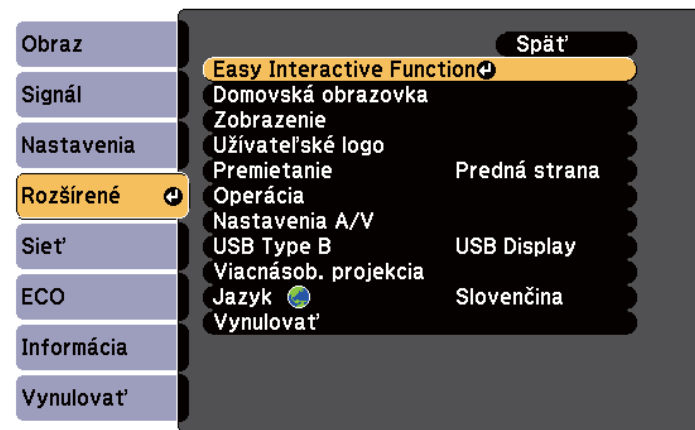 Obraz
Signál
Nastavenia
Rozšírené
Sieť
ECO
Informácia
Vynulovať
Späť
Easy Interactive Function
Domovská obrazovka
Zobrazenie
Užívateľské logo
Premietanie Predná strana
Operácia
Nastavenia A/V
USB Type B USB Display
Viacnásob. projekcia
Jazyk Slovenčina
Vynulovať